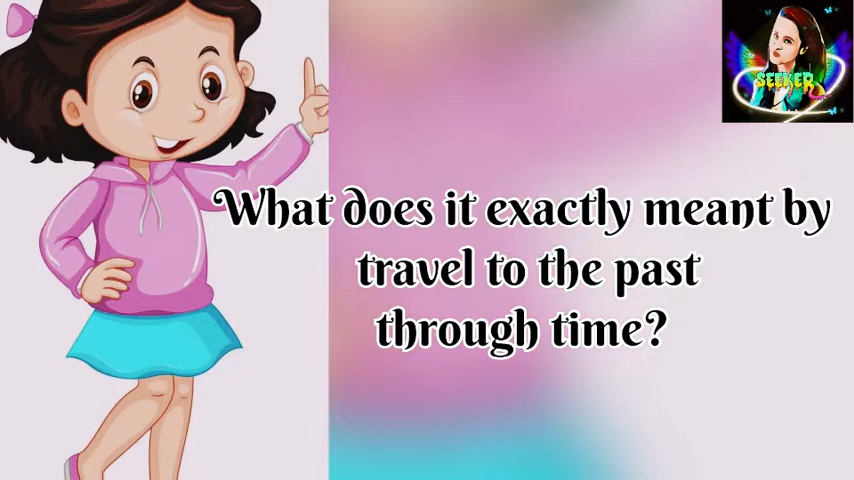 SEEKER
What does it exactly meant by
travel to the past
through time?